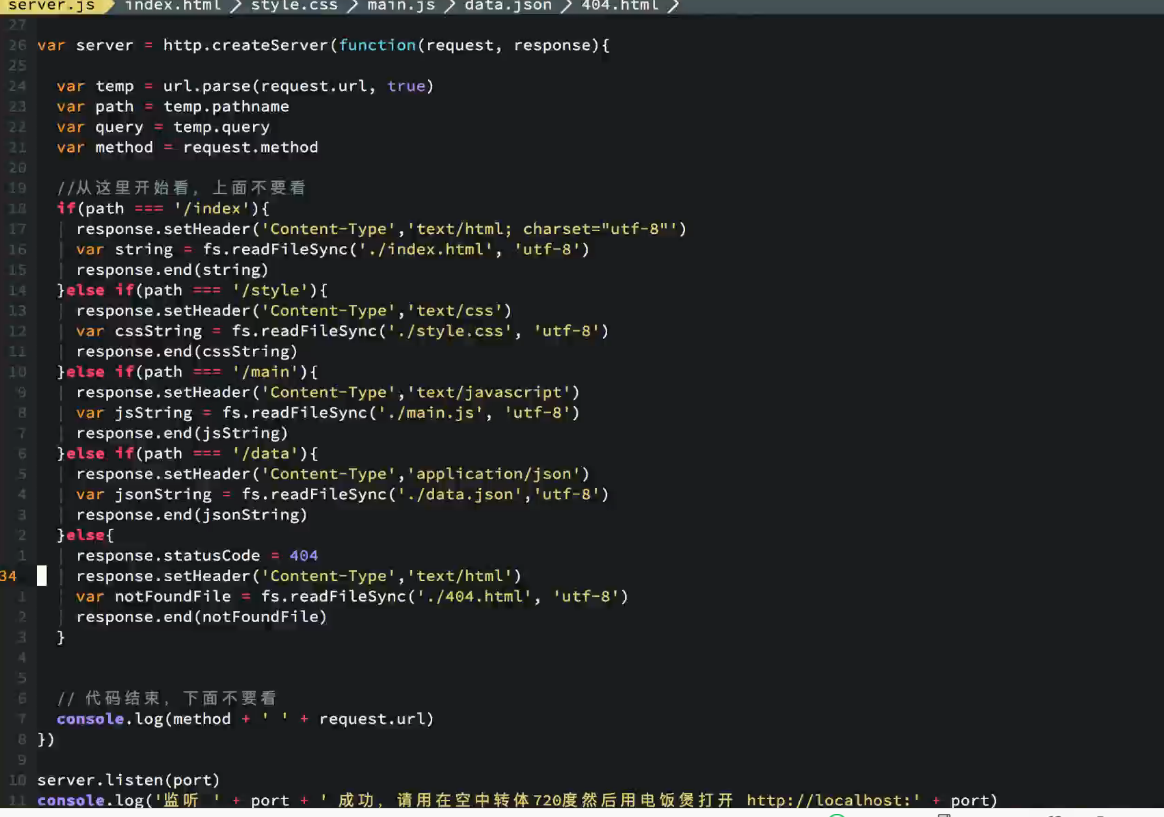 server.js index.html style.css main.js data.json 404.html
27
26 var server = http.createServer(function(request, response){
25
24 var temp = url.parse(request.url, true)
23 var path = temp.pathname
22 var query = temp.query
21 var method = request.method
20
19 //从这里开始看，上面不要看
18 if(path === '/index'){
17 response.setHeader('Content-Type','text/html; charset="utf-8"')
16 var string = fs.readFileSync('./index.html', 'utf-8')
15 response.end(string)
14 }else if(path === '/style'){
13 response.setHeader('Content-Type','text/css')
12 var cssString = fs.readFileSync('./style.css', 'utf-8')
11 response.end(cssString)
10 }else if(path === '/main'){
9 response.setHeader('Content-Type','text/javascript')
8 var jsString = fs.readFileSync('./main.js', 'utf-8')
7 response.end(jsString)
6 }else if(path === '/data'){
5 response.setHeader('Content-Type','application/json')
4 var jsonString = fs.readFileSync('./data.json','utf-8')
3 response.end(jsonString)
2 }else{
1 response.statusCode = 404
34 response.setHeader('Content-Type','text/html')
1 var notFoundFile = fs.readFileSync('./404.html', 'utf-8')
2 response.end(notFoundFile)
3 }
4
5
6 // 代码结束，下面不要看
7 console.log(method + ' ' + request.url)
8 })
9
10 server.listen(port)
11 console.log('监听 ' + port + ' 成功，请用在空中转体720度然后用电饭煲打开 http://localhost:' + port)